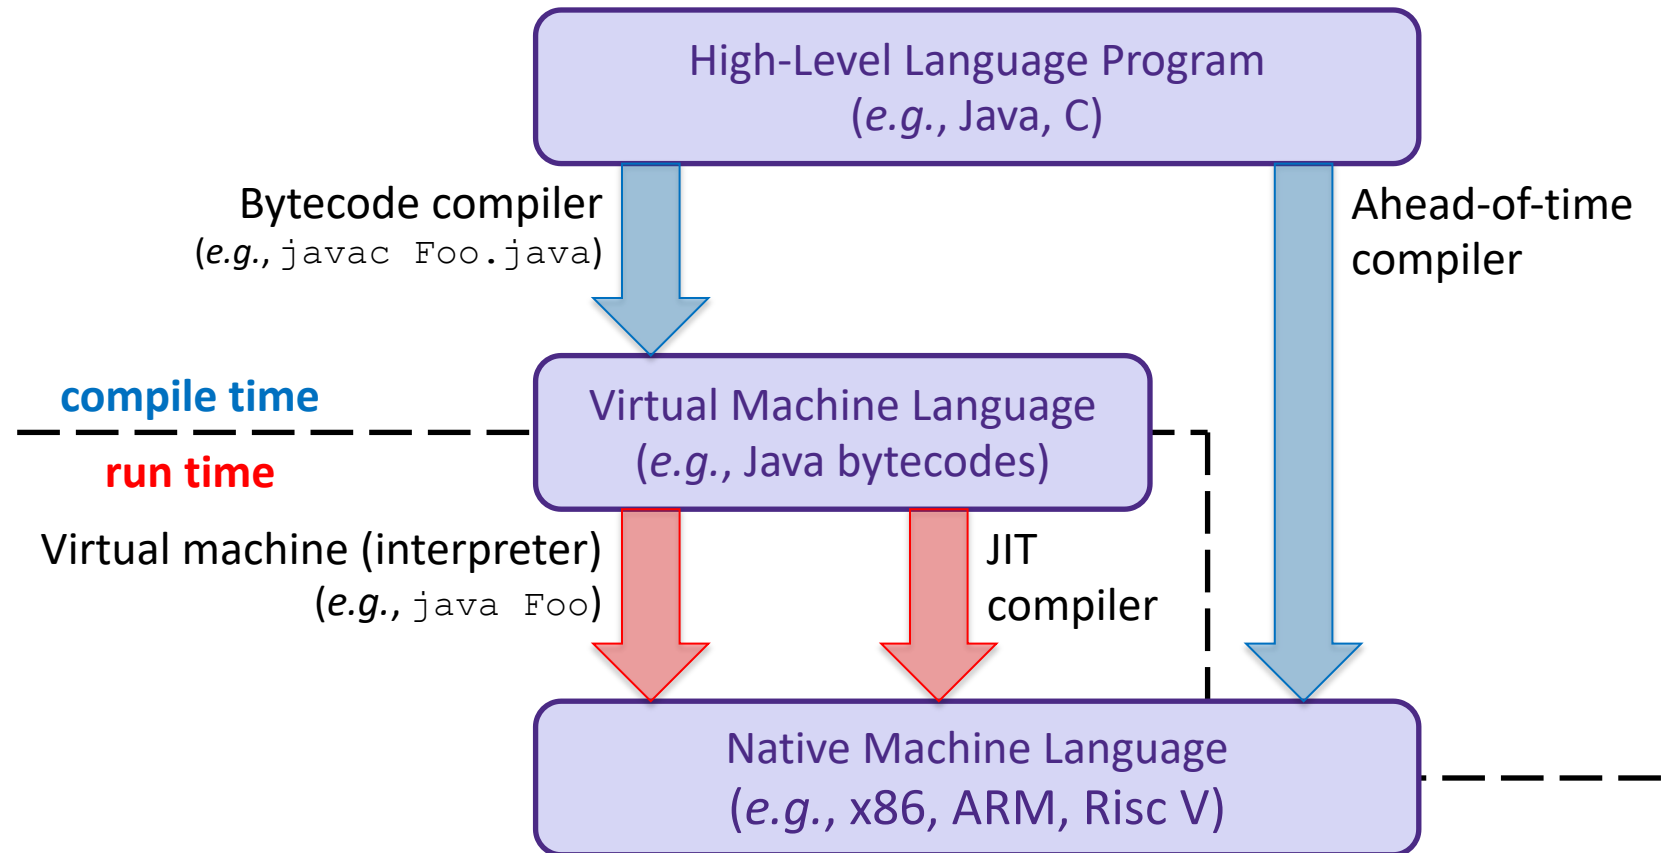 High-Level Language Program
(e.g., Java, C)
Bytecode compiler
(e.g., javac Foo.java)
Ahead-of-time
compiler
compile time
run time
Virtual Machine Language
(e.g., Java bytecodes)
Virtual machine (interpreter)
(e.g., java Foo)
JIT
compiler
Native Machine Language
(e.g., x86, ARM, Risc V)